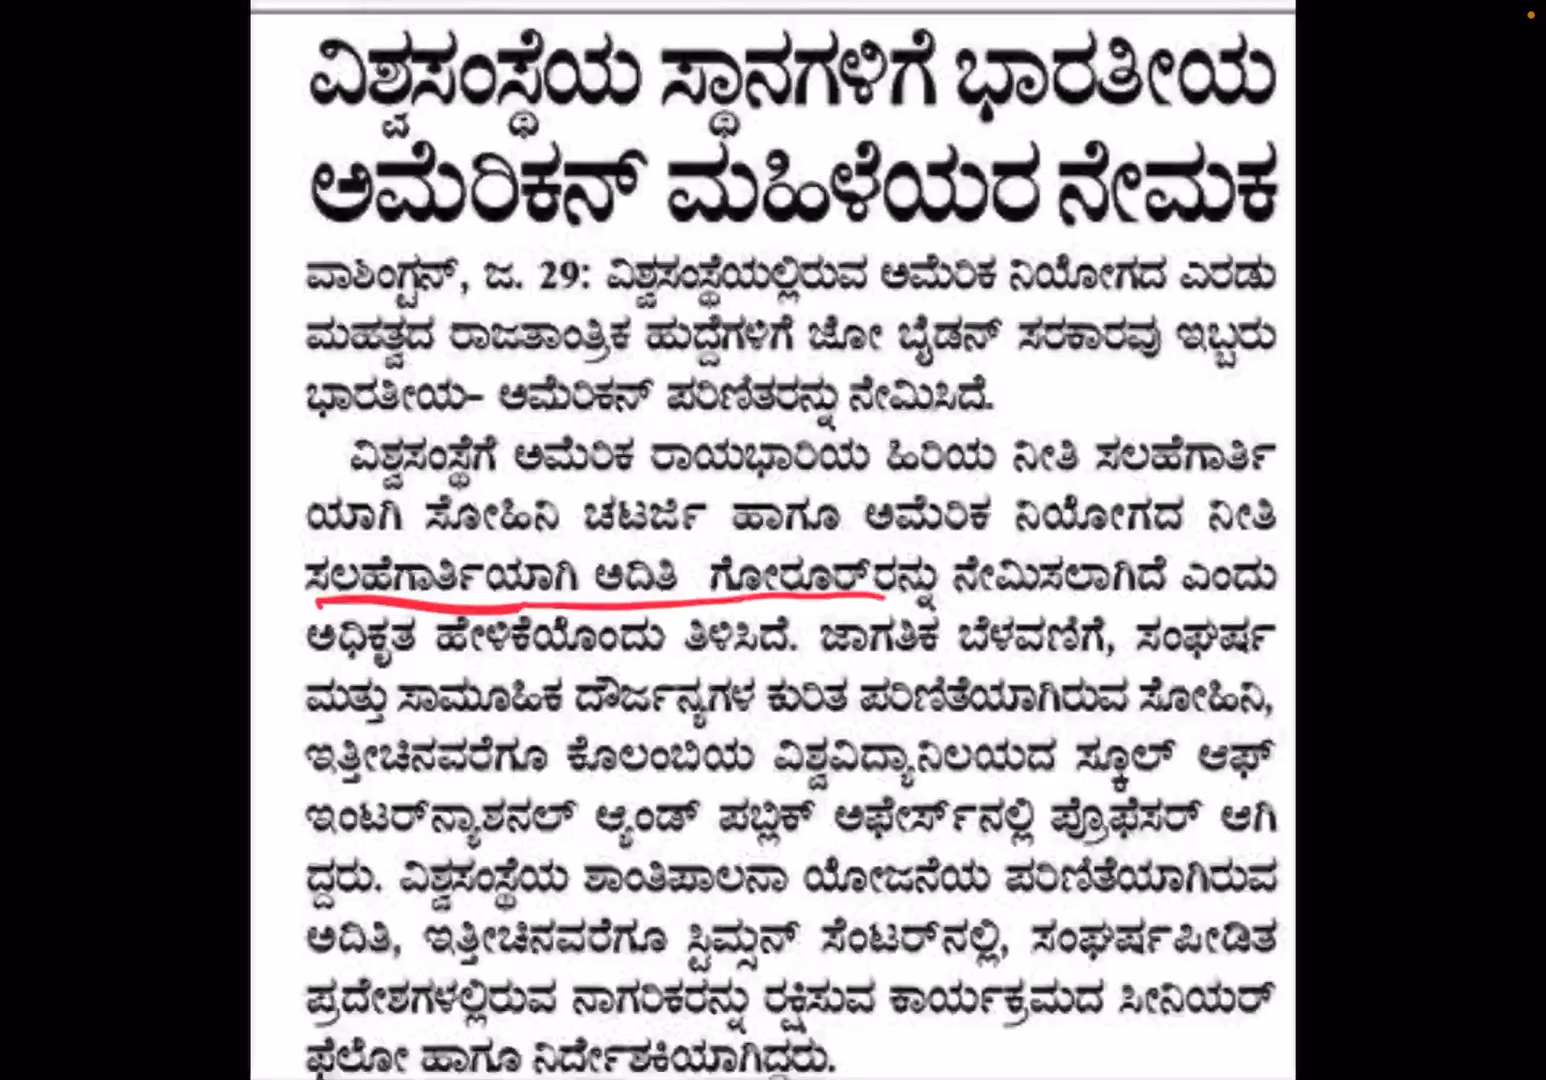 ವಿಶ್ವಸಂಸ್ಥೆಯ ಸ್ಥಾನಗಳಿಗೆ ಭಾರತೀಯ
ಅಮೆರಿಕನ್ ಮಹಿಳೆಯರ ನೇಮಕ
ವಾಶಿಂಗ್ಟನ್, ಜ. 29: ವಿಶ್ವಸಂಸ್ಥೆಯಲ್ಲಿರುವ ಅಮೆರಿಕ ನಿಯೋಗದ ಎರಡು
ಮಹತ್ವದ ರಾಜತಾಂತ್ರಿಕ ಹುದ್ದೆಗಳಿಗೆ ಜೋ ಬೈಡನ್ ಸರಕಾರವು ಇಬ್ಬರು
ಭಾರತೀಯ- ಅಮೆರಿಕನ್ ಪರಿಣಿತರನ್ನು ನೇಮಿಸಿದೆ.
ವಿಶ್ವಸಂಸ್ಥೆಗೆ ಅಮೆರಿಕ ರಾಯಭಾರಿಯ ಹಿರಿಯ ನೀತಿ ಸಲಹೆಗಾರ್ತಿ
ಯಾಗಿ ಸೋಹಿನಿ ಚಟರ್ಜಿ ಹಾಗೂ ಅಮೆರಿಕ ನಿಯೋಗದ ನೀತಿ
ಸಲಹೆಗಾರ್ತಿಯಾಗಿ ಅದಿತಿ ಗೋರೂರ್‌ರನ್ನು ನೇಮಿಸಲಾಗಿದೆ ಎಂದು
ಅಧಿಕೃತ ಹೇಳಿಕೆಯೊಂದು ತಿಳಿಸಿದೆ. ಜಾಗತಿಕ ಬೆಳವಣಿಗೆ, ಸಂಘರ್ಷ
ಮತ್ತು ಸಾಮೂಹಿಕ ದೌರ್ಜನ್ಯಗಳ ಕುರಿತ ಪರಿಣಿತೆಯಾಗಿರುವ ಸೋಹಿನಿ,
ಇತ್ತೀಚಿನವರೆಗೂ ಕೊಲಂಬಿಯ ವಿಶ್ವವಿದ್ಯಾನಿಲಯದ ಸ್ಕೂಲ್ ಆಫ್
ಇಂಟರ್‌ನ್ಯಾಶನಲ್ ಆ್ಯಂಡ್ ಪಬ್ಲಿಕ್ ಅಫೇರ್ಸ್‌ನಲ್ಲಿ ಪ್ರೊಫೆಸರ್ ಆಗಿ
ದ್ದರು. ವಿಶ್ವಸಂಸ್ಥೆಯ ಶಾಂತಿಪಾಲನಾ ಯೋಜನೆಯ ಪರಿಣಿತೆಯಾಗಿರುವ
ಅದಿತಿ, ಇತ್ತೀಚಿನವರೆಗೂ ಸ್ಟಿಮ್ಸನ್ ಸೆಂಟರ್‌ನಲ್ಲಿ, ಸಂಘರ್ಷಪೀಡಿತ
ಪ್ರದೇಶಗಳಲ್ಲಿರುವ ನಾಗರಿಕರನ್ನು ರಕ್ಷಿಸುವ ಕಾರ್ಯಕ್ರಮದ ಸೀನಿಯರ್
ಫೆಲೋ ಹಾಗೂ ನಿರ್ದೇಶಕಿಯಾಗಿದ್ದರು.